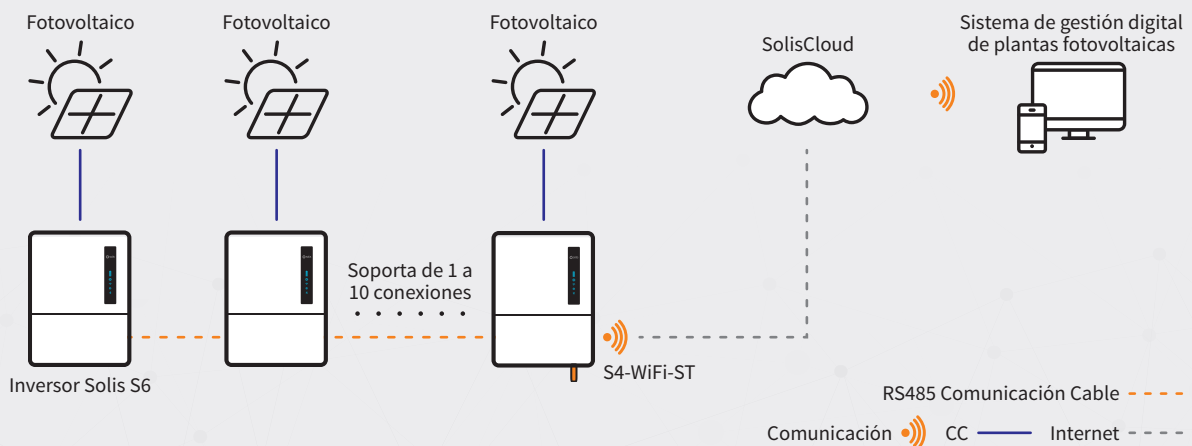 Fotovoltaico
Fotovoltaico
Fotovoltaico
SolisCloud
Sistema de gestión digital
de plantas fotovoltaicas
Soporta de 1 a
10 conexiones
Inversor Solis S6
S4-WiFi-ST
RS485 Comunicación Cable
Comunicación
CC
Internet